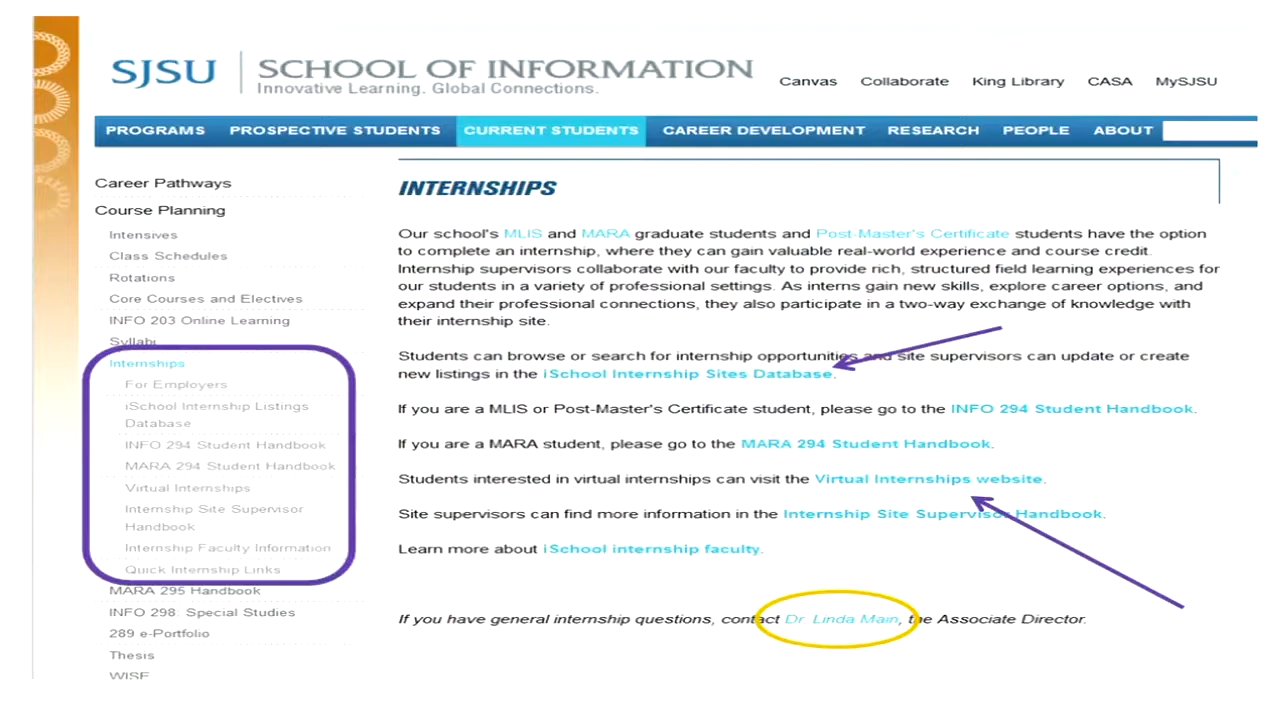 SJSU
SCHOOL OF INFORMATION
Innovative Learning. Global Connections.
Canvas Collaborate King Library CASA MySJSU
PROGRAMS PROSPECTIVE STUDENTS CURRENT STUDENTS CAREER DEVELOPMENT RESEARCH PEOPLE ABOUT
Career Pathways
Course Planning
Intensives
Class Schedules
Rotations
Core Courses and Electives
INFO 203 Online Learning
Syllabi
Internships
For Employers
iSchool Internship Listings
Database
INFO 294 Student Handbook
MARA 294 Student Handbook
Virtual Internships
Internship Site Supervisor
Handbook
Internship Faculty Information
Quick Internship Links
MARA 295 Handbook
INFO 298: Special Studies
289 e-Portfolio
Thesis
WISE
INTERNSHIPS
Our school's MLIS and MARA graduate students and Post-Master's Certificate students have the option
to complete an internship, where they can gain valuable real-world experience and course credit.
Internship supervisors collaborate with our faculty to provide rich, structured field learning experiences for
our students in a variety of professional settings. As interns gain new skills, explore career options, and
expand their professional connections, they also participate in a two-way exchange of knowledge with
their internship site.
Students can browse or search for internship opportunities and site supervisors can update or create
new listings in the iSchool Internship Sites Database.
If you are a MLIS or Post-Master's Certificate student, please go to the INFO 294 Student Handbook.
If you are a MARA student, please go to the MARA 294 Student Handbook.
Students interested in virtual internships can visit the Virtual Internships website.
Site supervisors can find more information in the Internship Site Supervisor Handbook.
Learn more about iSchool internship faculty.
If you have general internship questions, contact Dr. Linda Main, the Associate Director.